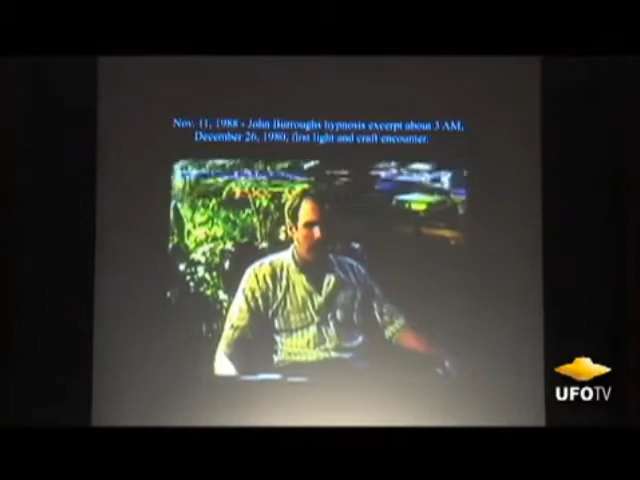 Nov. 11, 1988 - John Burroughs hypnosis excerpt about 3 AM,
December 26, 1980, first light and craft encounter.
UFOTV